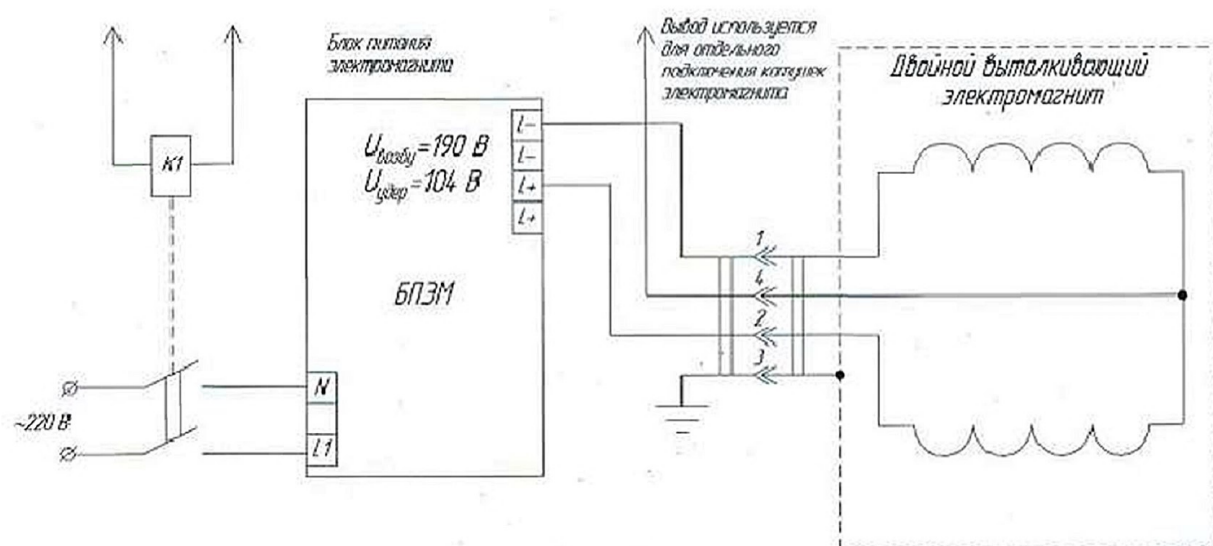 Блок питания
электромагнита
Вывод используется
для отдельного
подключения катушек
электромагнита
Двойной выталкивающий
электромагнит
K1
Uвозбу=190 В
Uудер=104 В
L-
L-
L+
L+
БПЭМ
1
4
2
3
N
L1
~220 В